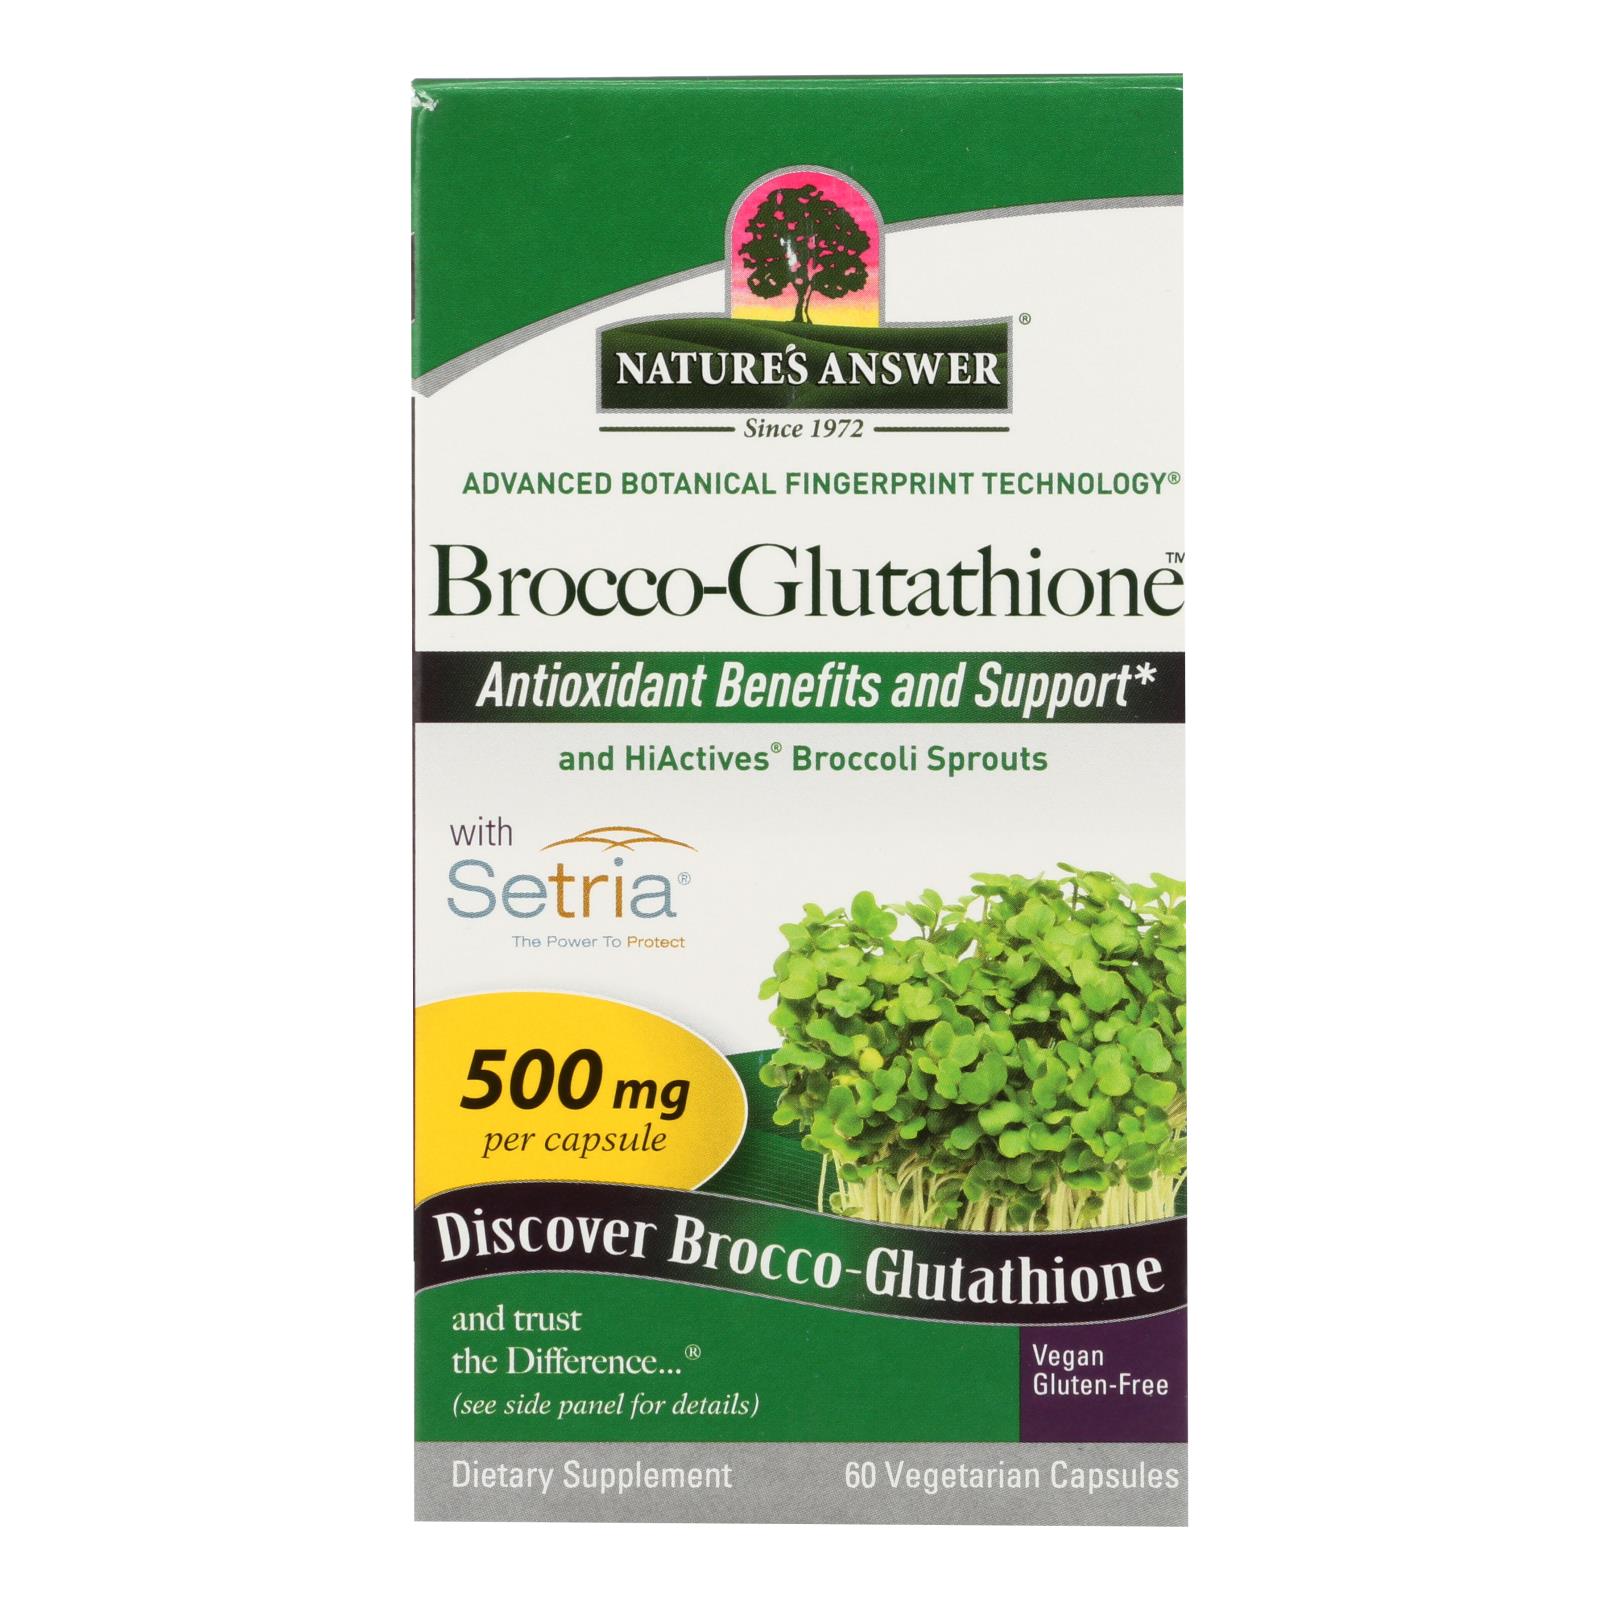 NATURE'S ANSWER®
Since 1972
ADVANCED BOTANICAL FINGERPRINT TECHNOLOGY®
Brocco-Glutathione™
Antioxidant Benefits and Support*
and HiActives® Broccoli Sprouts
with
Setria®
The Power To Protect
500 mg
per capsule
Discover Brocco-Glutathione
and trust
the Difference...®
(see side panel for details)
Vegan
Gluten-Free
Dietary Supplement
60 Vegetarian Capsules